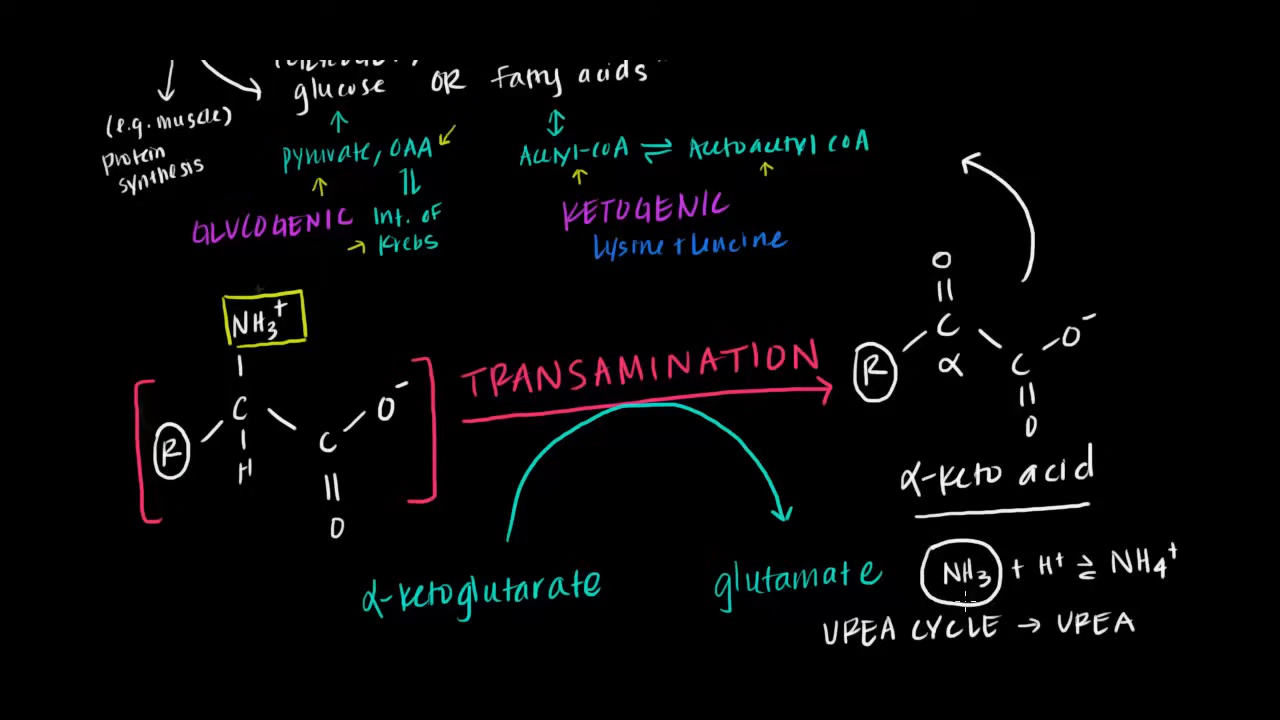 glucose OR Fatty acids
(e.g. muscle)
protein
synthesis
Pyruvate, OAA
Acetyl-CoA ⇌ Acetoacetyl CoA
GLUCOGENIC
Int. of
Krebs
KETOGENIC
Lysine + Leucine
NH3+
R C H C O- O
TRANSAMINATION
O
R C α C O- O
α-keto acid
α-ketoglutarate
glutamate
NH3 + H+ ⇌ NH4+
UREA CYCLE → UREA